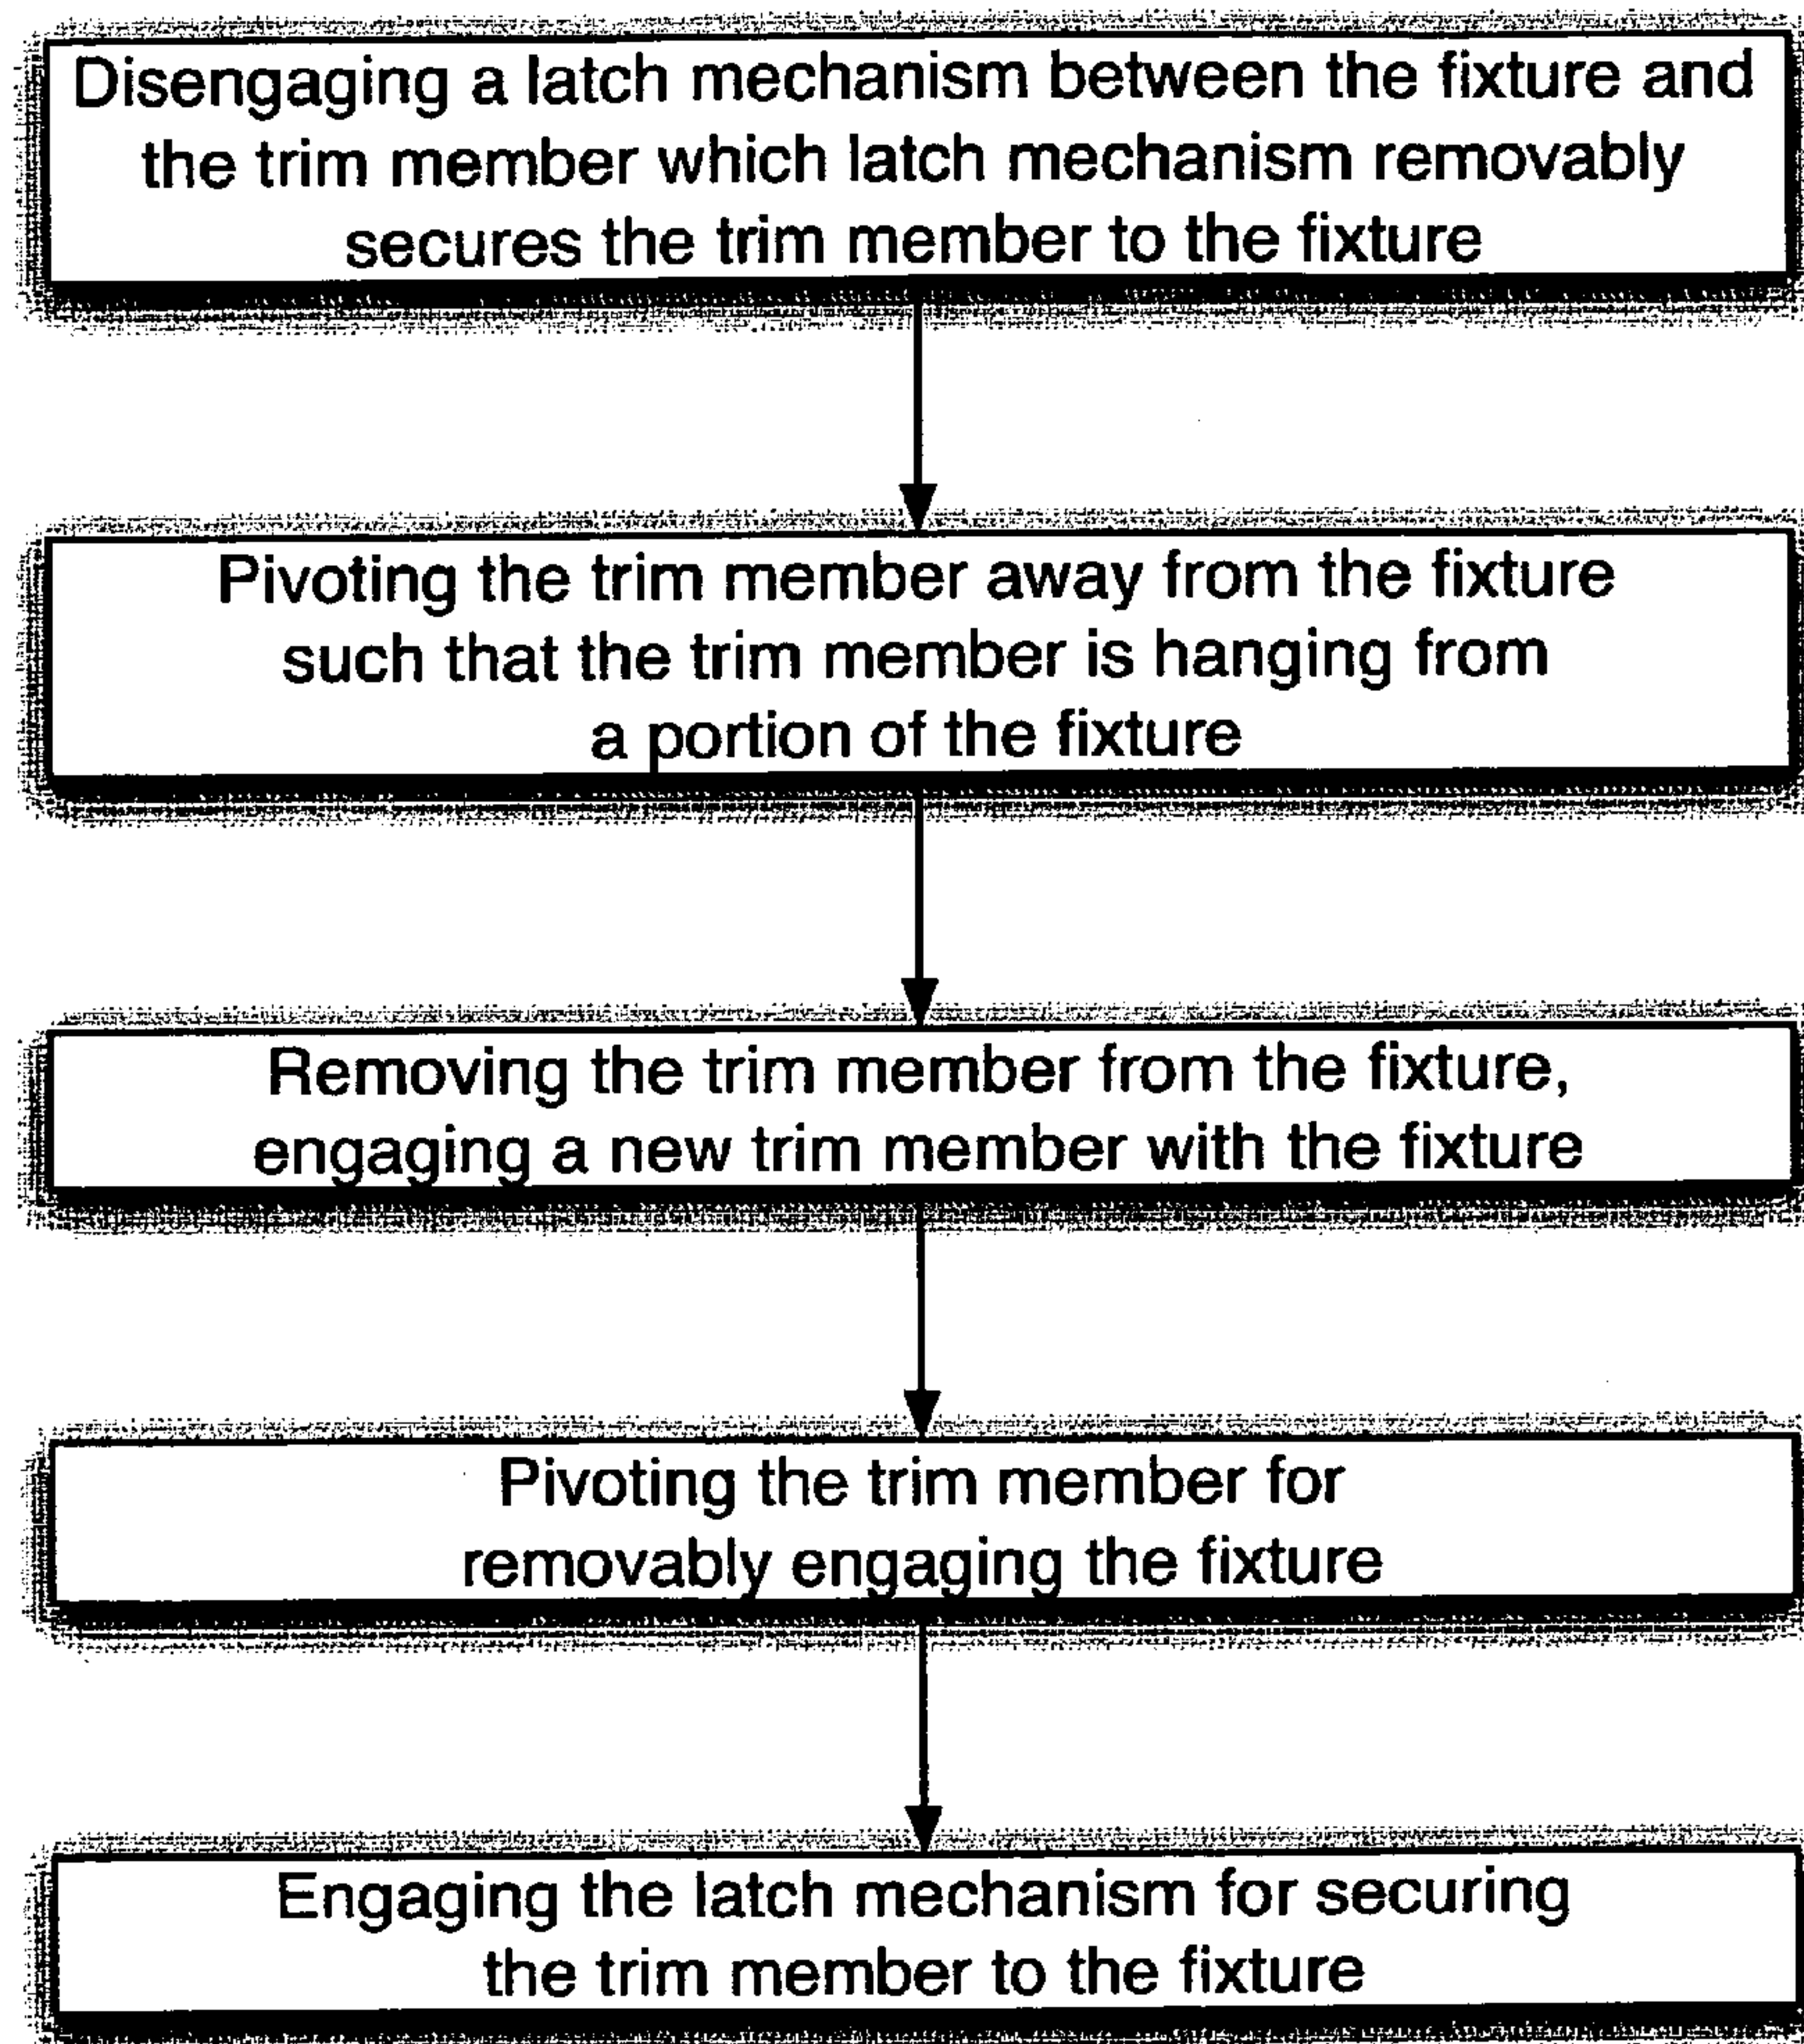 Disengaging a latch mechanism between the fixture and
the trim member which latch mechanism removably
secures the trim member to the fixture
Pivoting the trim member away from the fixture
such that the trim member is hanging from
a portion of the fixture
Removing the trim member from the fixture,
engaging a new trim member with the fixture
Pivoting the trim member for
removably engaging the fixture
Engaging the latch mechanism for securing
the trim member to the fixture